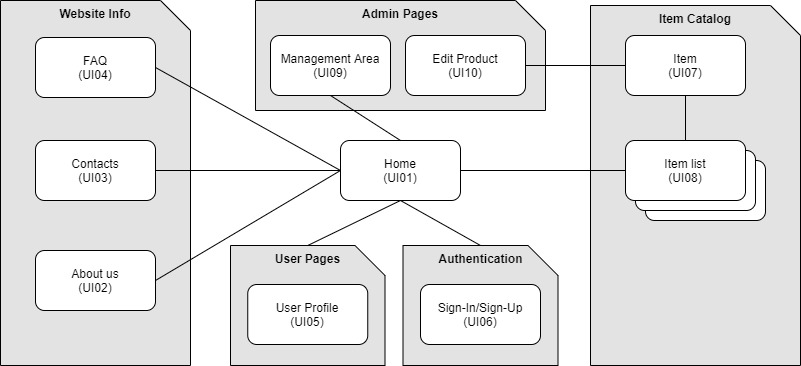 Website Info
FAQ
(UI04)
Contacts
(UI03)
About us
(UI02)
Admin Pages
Management Area
(UI09)
Edit Product
(UI10)
Home
(UI01)
User Pages
User Profile
(UI05)
Authentication
Sign-In/Sign-Up
(UI06)
Item Catalog
Item
(UI07)
Item list
(UI08)